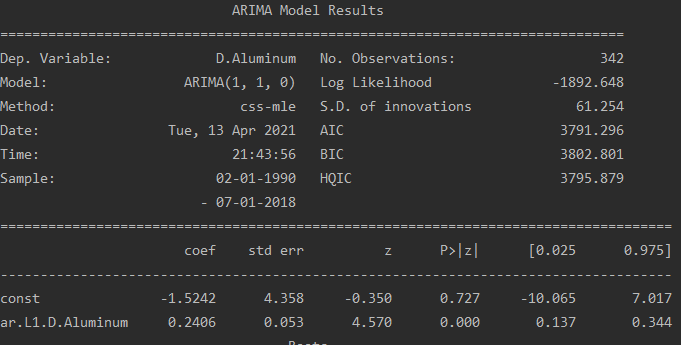 ARIMA Model Results
==============================================================================
Dep. Variable: D.Aluminum No. Observations: 342
Model: ARIMA(1, 1, 0) Log Likelihood -1892.648
Method: css-mle S.D. of innovations 61.254
Date: Tue, 13 Apr 2021 AIC 3791.296
Time: 21:43:56 BIC 3802.801
Sample: 02-01-1990 HQIC 3795.879
- 07-01-2018
====================================================================================
coef std err z P>|z| [0.025 0.975]
------------------------------------------------------------------------------------
const -1.5242 4.358 -0.350 0.727 -10.065 7.017
ar.L1.D.Aluminum 0.2406 0.053 4.570 0.000 0.137 0.344